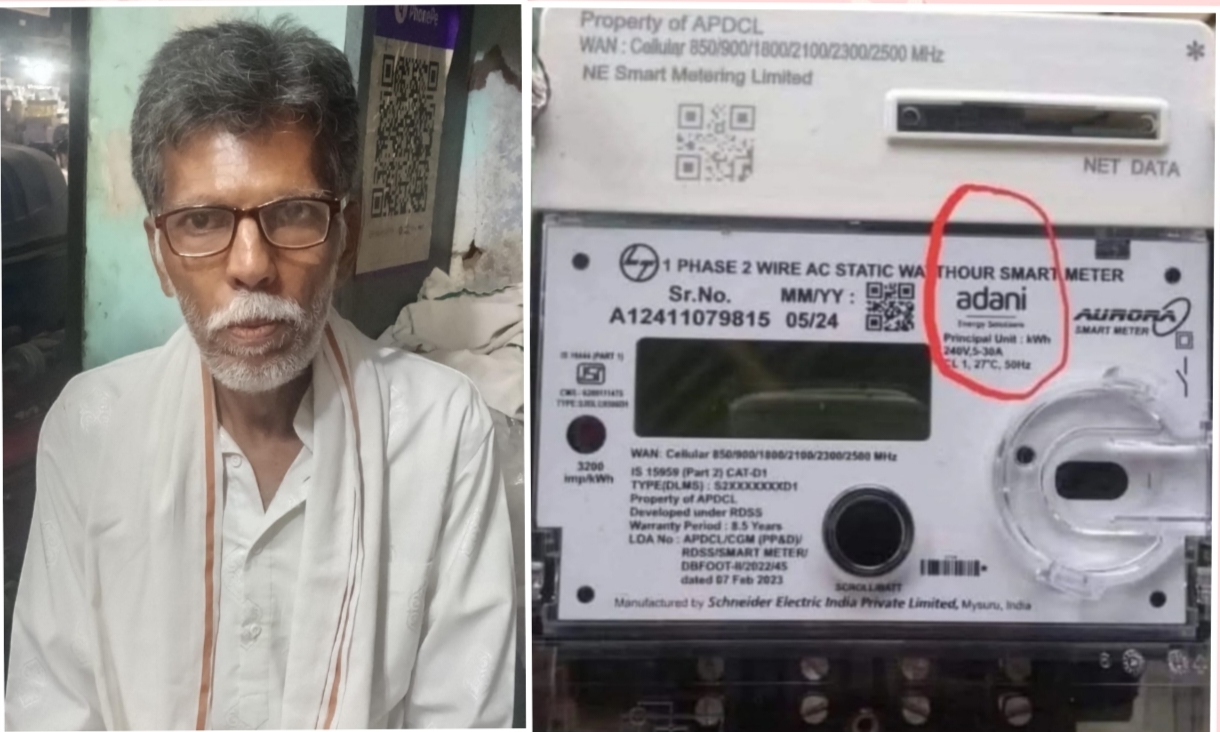 PhonePe
Property of APDCL
WAN : Cellular 850/900/1800/2100/2300/2500 MHz
NE Smart Metering Limited
NET DATA
1 PHASE 2 WIRE AC STATIC WATTHOUR SMART METER
Sr.No. MM/YY :
A12411079815 05/24
adani
Energy Solutions
Principal Unit : kWh
240V,5-30A
CL 1, 27°C, 50Hz
AURORA
SMART METER
IS 16444 (PART 1)
3200
imp/kWh
WAN: Cellular 850/900/1800/2100/2300/2500 MHz
IS 15959 (Part 2) CAT-D1
TYPE(DLMS) : S2XXXXXXXD1
Property of APDCL
Developed under RDSS
Warranty Period : 8.5 Years
LOA No : APDCL/CGM (PP&D)/
RDSS/SMART METER/
DBFOOT-II/2022/45
dated 07 Feb 2023
SCROLL/BATT
Manufactured by Schneider Electric India Private Limited, Mysuru, India